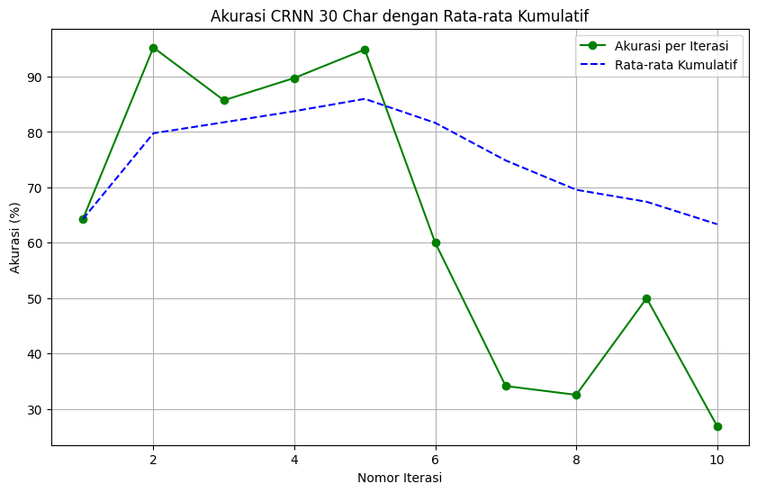 Akurasi CRNN 30 Char dengan Rata-rata Kumulatif
Akurasi per Iterasi
Rata-rata Kumulatif
Akurasi (%)
90
80
70
60
50
40
30
2 4 6 8 10
Nomor Iterasi